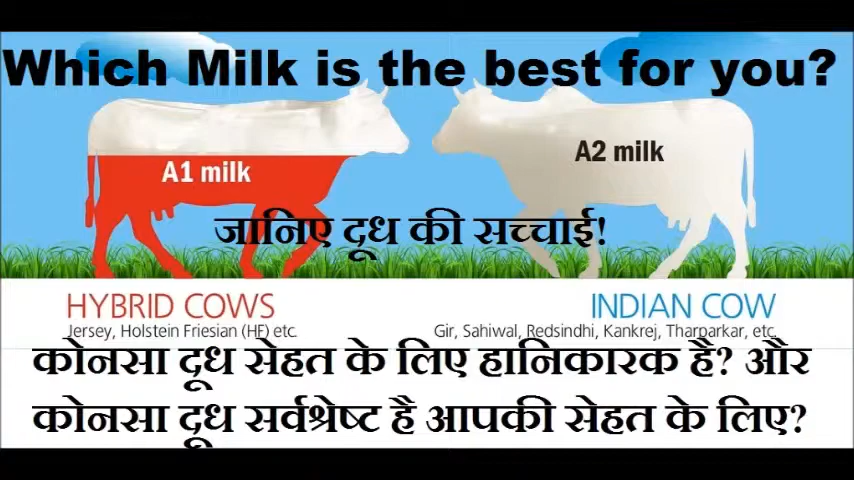 Which Milk is the best for you?
A1 milk
A2 milk
जानिए दूध की सच्चाई!
HYBRID COWS
Jersey, Holstein Friesian (HF) etc.
INDIAN COW
Gir, Sahiwal, Redsindhi, Kankrej, Tharparkar, etc.
कोनसा दूध सेहत के लिए हानिकारक है? और
कोनसा दूध सर्वश्रेष्ट है आपकी सेहत के लिए?